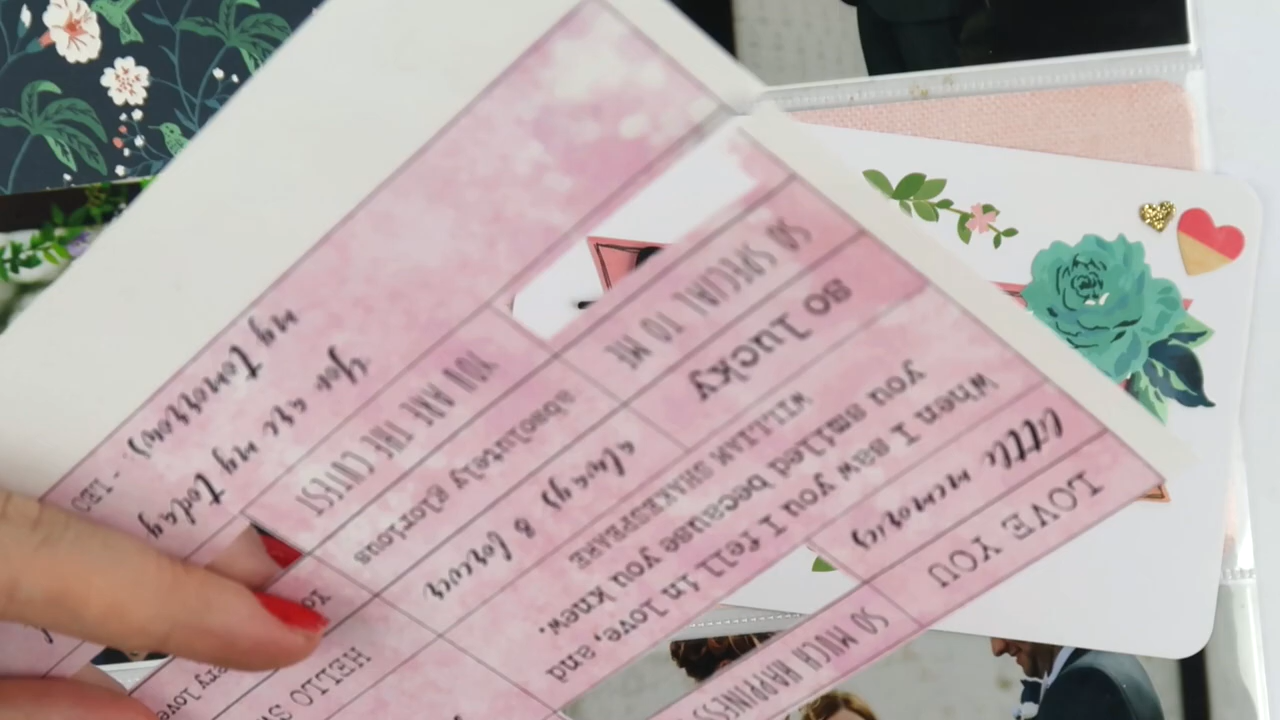 LOVE YOU
SO MUCH HAPPINESS
little memories
When I saw you I fell in love, and
you smiled because you knew.
WILLIAM SHAKESPEARE
so lucky
always & forever
HELLO
SO SPECIAL TO ME
absolutely glorious
YOU ARE THE CUTEST
You are my today
my tomorrows. - LEO